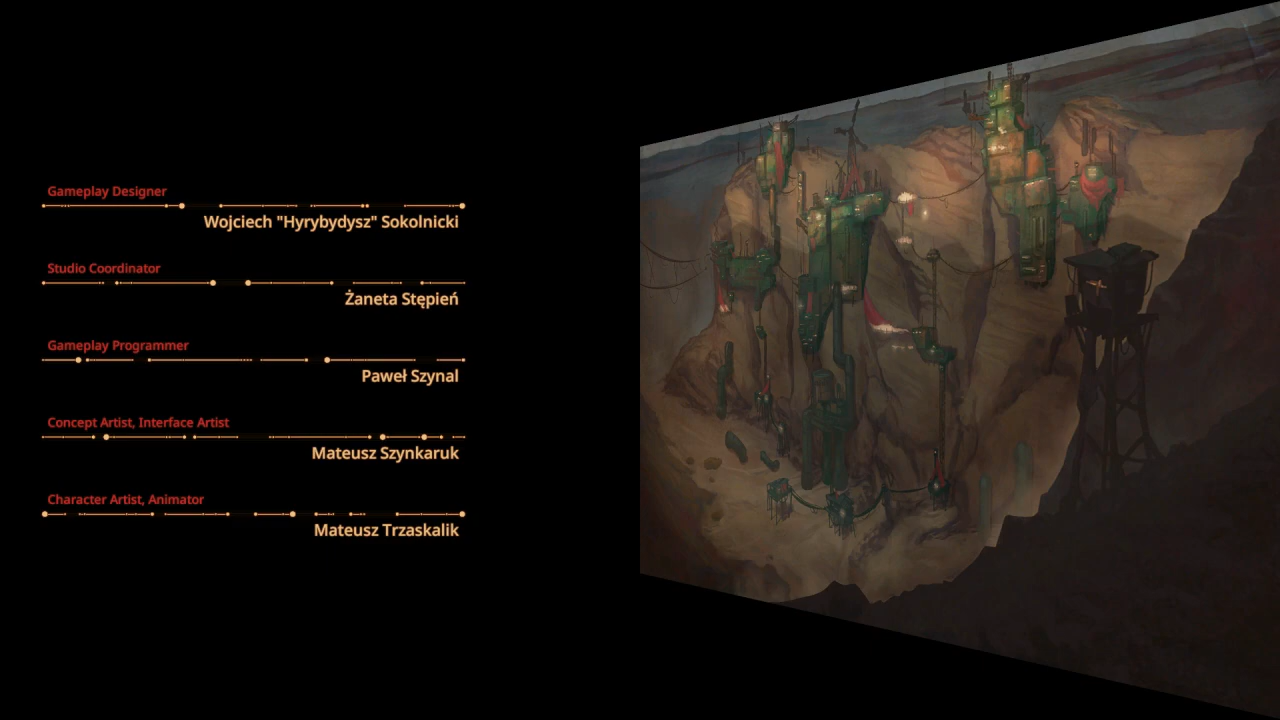 Gameplay Designer
Wojciech "Hyrybydysz" Sokolnicki
Studio Coordinator
Żaneta Stępień
Gameplay Programmer
Paweł Szynal
Concept Artist, Interface Artist
Mateusz Szynkaruk
Character Artist, Animator
Mateusz Trzaskalik